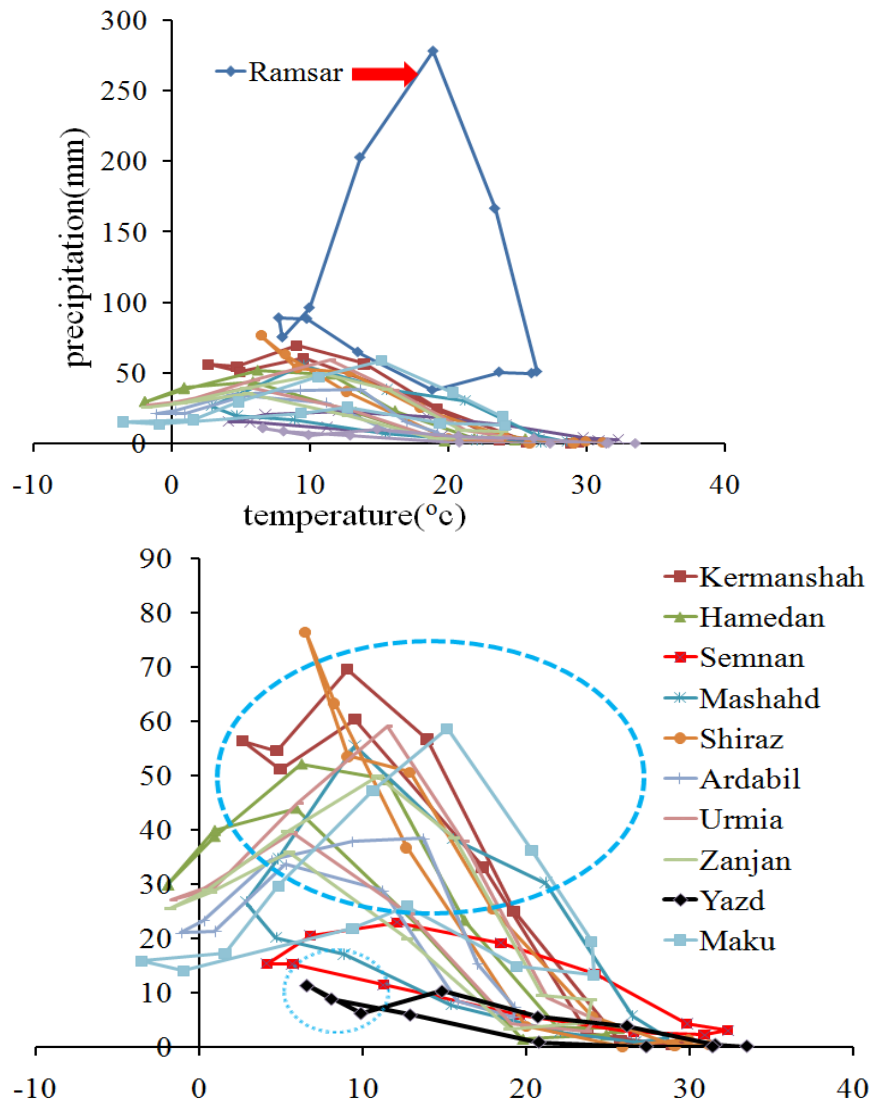 300
250
200
150
100
50
0
precipitation(mm)
Ramsar
-10 0 10 20 30 40
temperature(°c)
90
80
70
60
50
40
30
20
10
0
Kermanshah
Hamedan
Semnan
Mashahd
Shiraz
Ardabil
Urmia
Zanjan
Yazd
Maku
-10 0 10 20 30 40